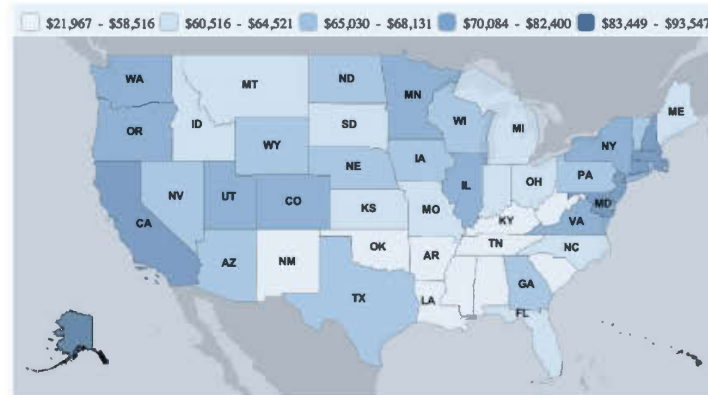 $21,967 - $58,516 $60,516 - $64,521 $65,030 - $68,131 $70,084 - $82,400 $83,449 - $93,547
WA
MT
ND
MN
ME
OR
ID
SD
WI
MI
NY
WY
IA
PA
NE
NV
UT
CO
IL
OH
MD
CA
KS
MO
KY
VA
AZ
NM
OK
AR
TN
NC
TX
LA
GA
FL